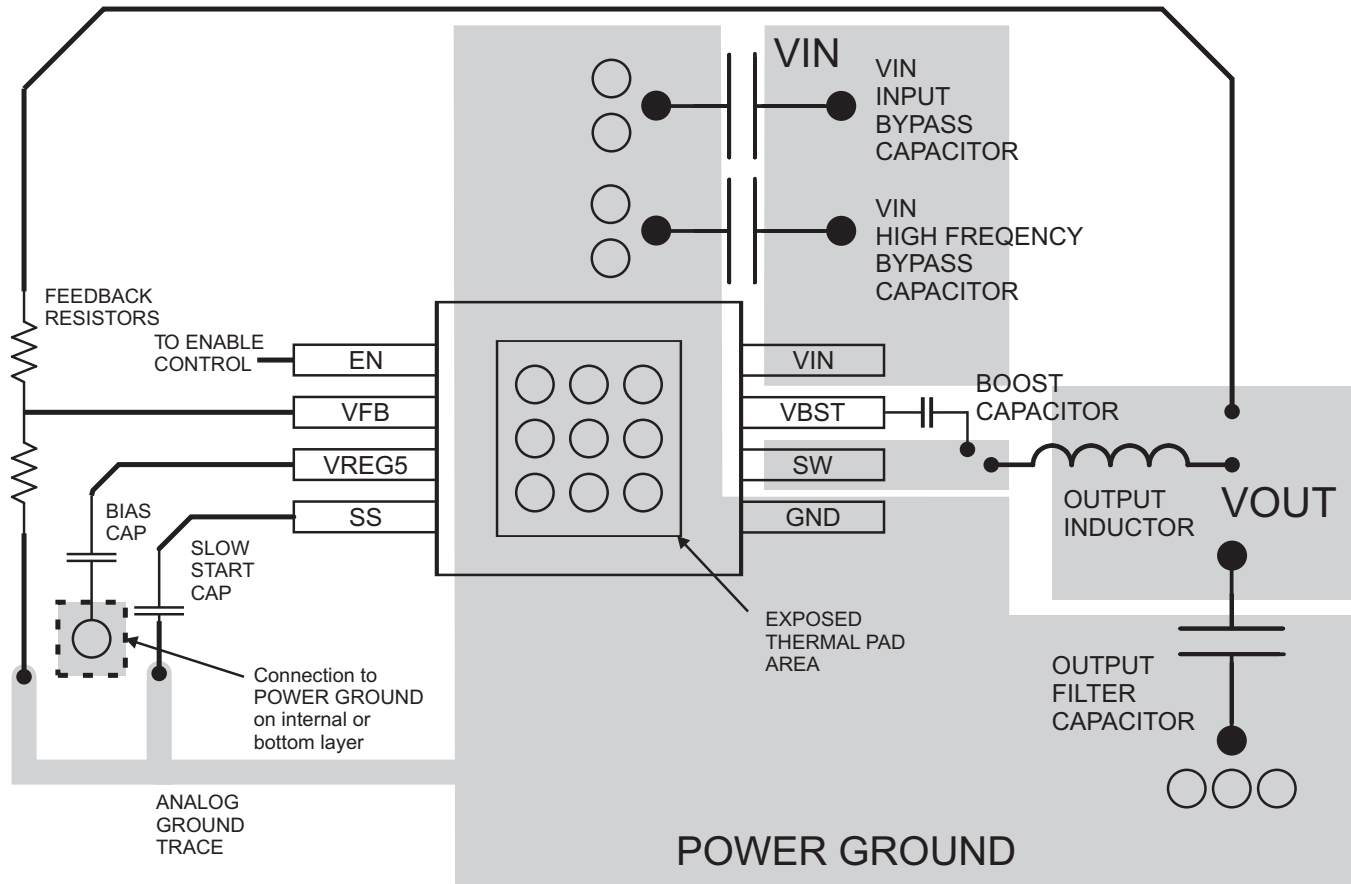 VIN
VIN
INPUT
BYPASS
CAPACITOR
VIN
HIGH FREQENCY
BYPASS
CAPACITOR
FEEDBACK
RESISTORS
TO ENABLE
CONTROL
EN
VFB
VREG5
SS
VIN
VBST
SW
GND
BOOST
CAPACITOR
OUTPUT
INDUCTOR
VOUT
BIAS
CAP
SLOW
START
CAP
EXPOSED
THERMAL PAD
AREA
Connection to
POWER GROUND
on internal or
bottom layer
OUTPUT
FILTER
CAPACITOR
ANALOG
GROUND
TRACE
POWER GROUND